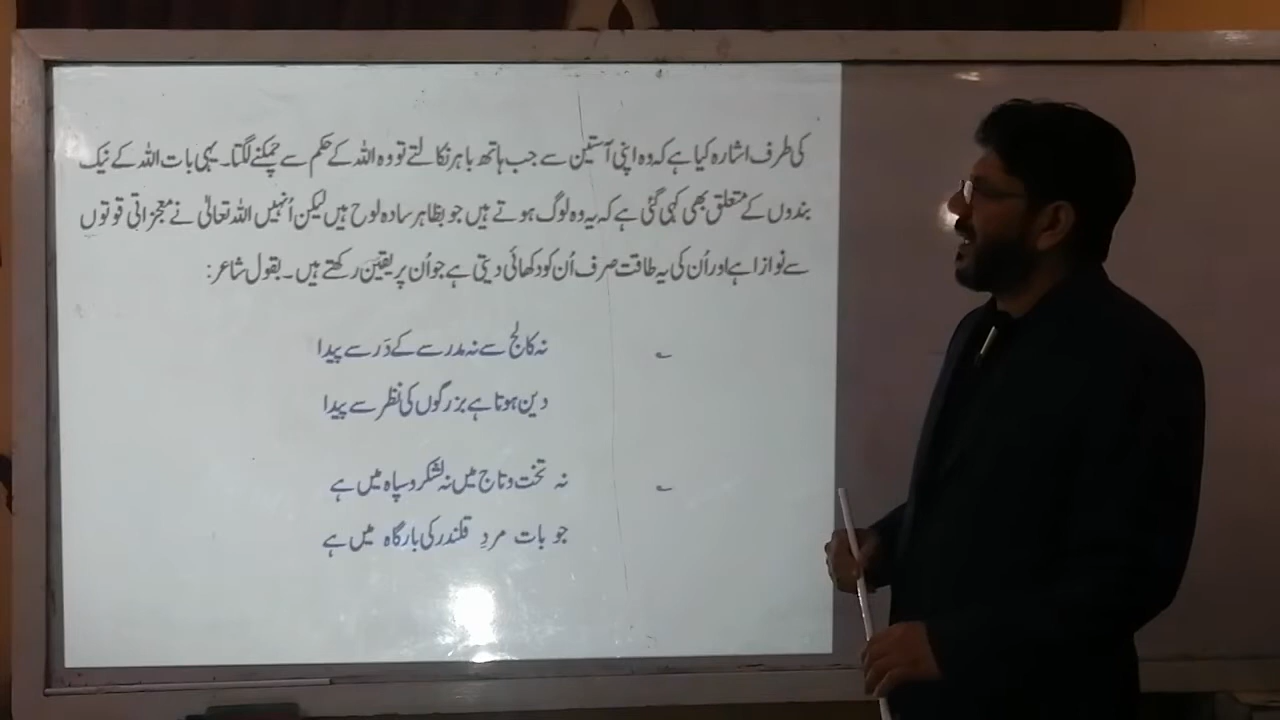 کی طرف اشارہ کیا ہے کہ وہ اپنی آستین سے جب ہاتھ باہر نکالتے تو وہ اللہ کے حکم سے چمکنے لگتا۔ یہی بات اللہ کے نیک
بندوں کے متعلق بھی کہی گئی ہے کہ یہ وہ لوگ ہوتے ہیں جو بظاہر سادہ لوح ہیں لیکن اُنہیں اللہ تعالیٰ نے معجزاتی قوتوں
سے نوازا ہے اور اُن کی یہ طاقت صرف اُن کو دکھائی دیتی ہے جو اُن پر یقین رکھتے ہیں۔ بقول شاعر:
؎ نہ کالج سے نہ مدرسے کے دَر سے پیدا
دین ہوتا ہے بزرگوں کی نظر سے پیدا
؎ نہ تخت و تاج میں نہ لشکر و سپاہ میں ہے
جو بات مردِ قلندر کی بارگاہ میں ہے